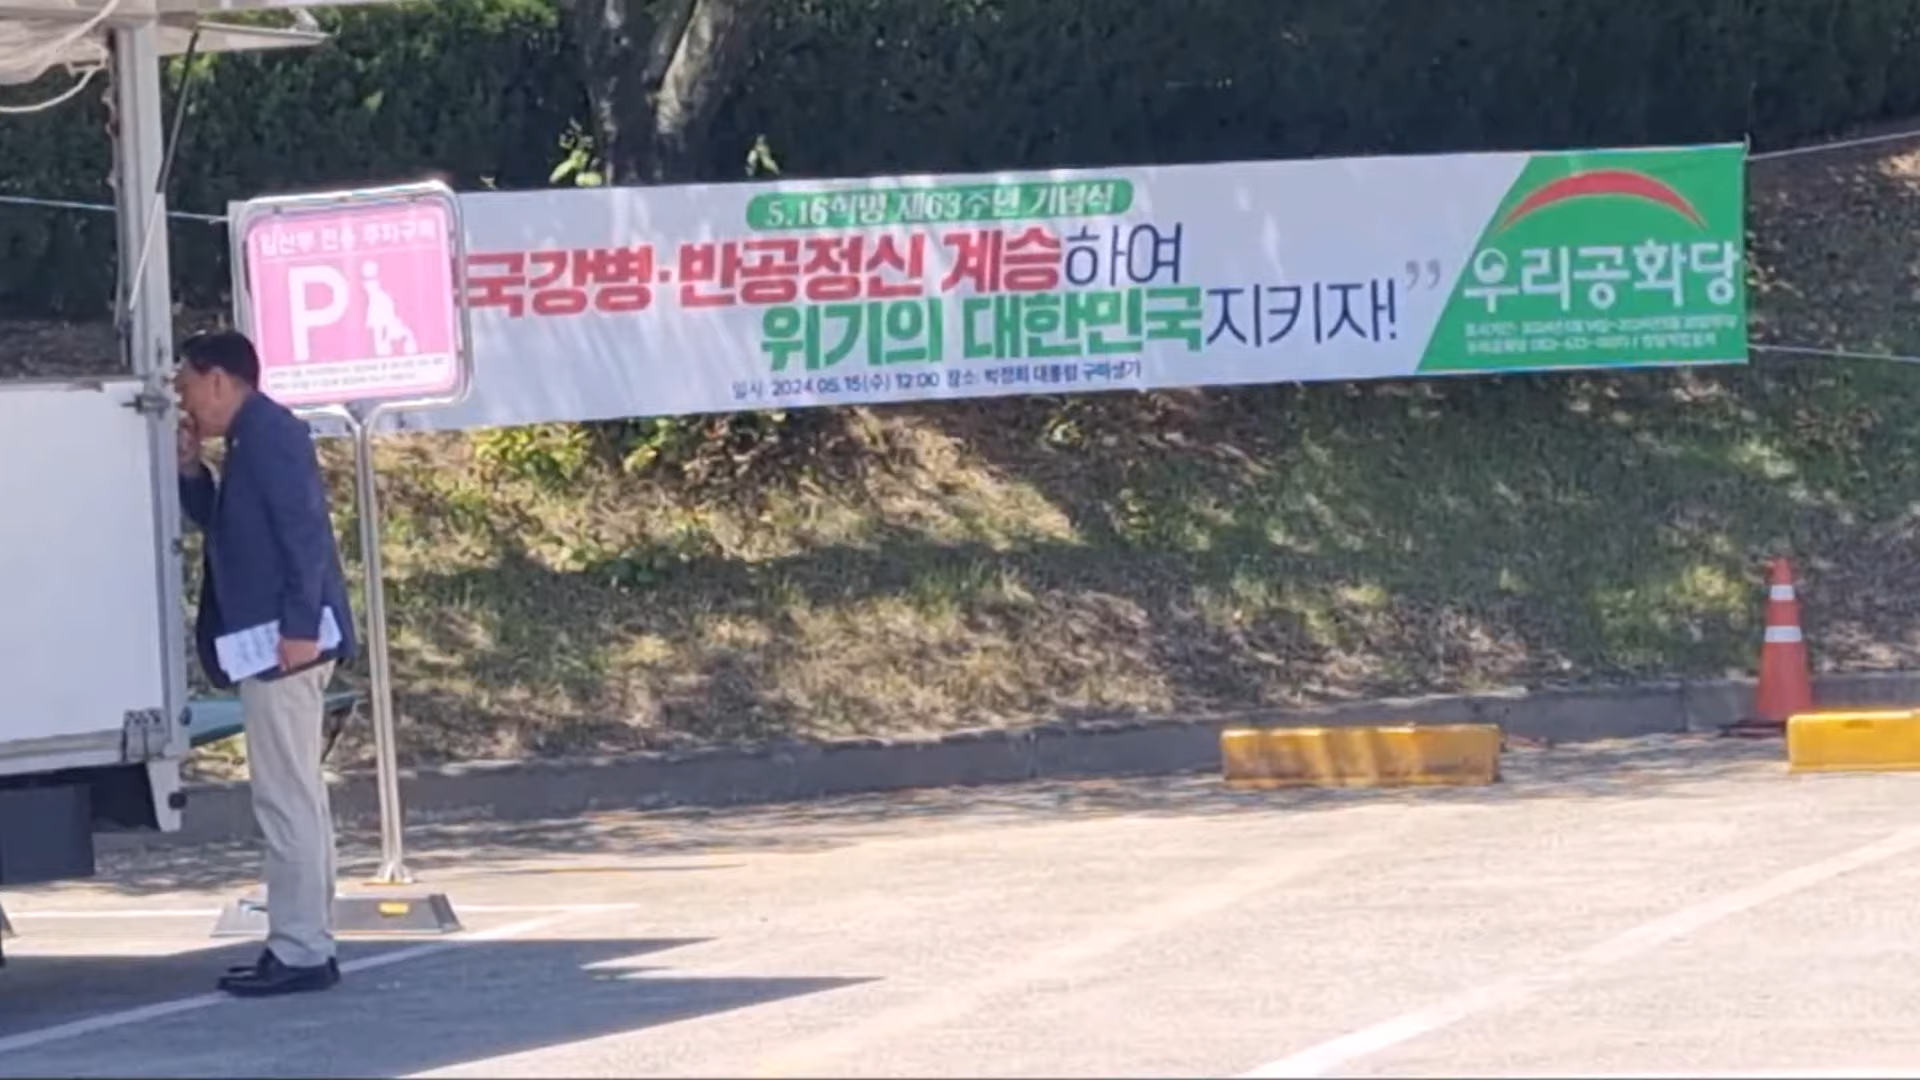 임산부 전용 주차구역
P
5.16혁명 제63주년 기념식
국강병·반공정신 계승하여
위기의 대한민국지키자!”
일시: 2024.05.15(수) 12:00 장소: 박정희 대통령 구미생가
우리공화당